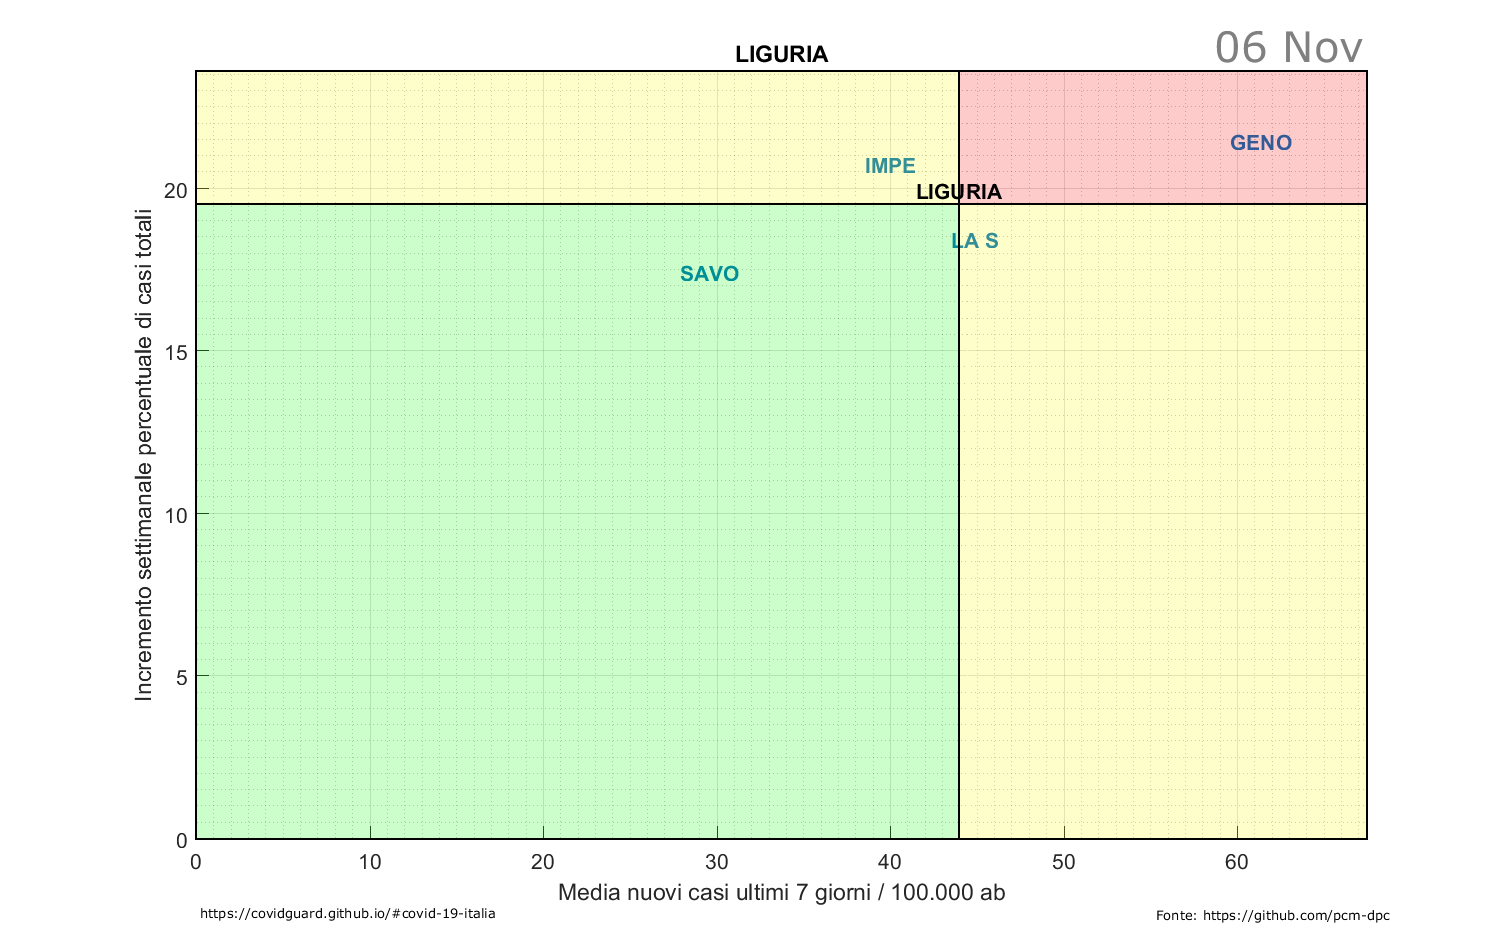 06 Nov
LIGURIA
GENO
IMPE
LIGURIA
LA S
SAVO
Incremento settimanale percentuale di casi totali
20
15
10
5
0
0 10 20 30 40 50 60
Media nuovi casi ultimi 7 giorni / 100.000 ab
https://covidguard.github.io/#covid-19-italia
Fonte: https://github.com/pcm-dpc